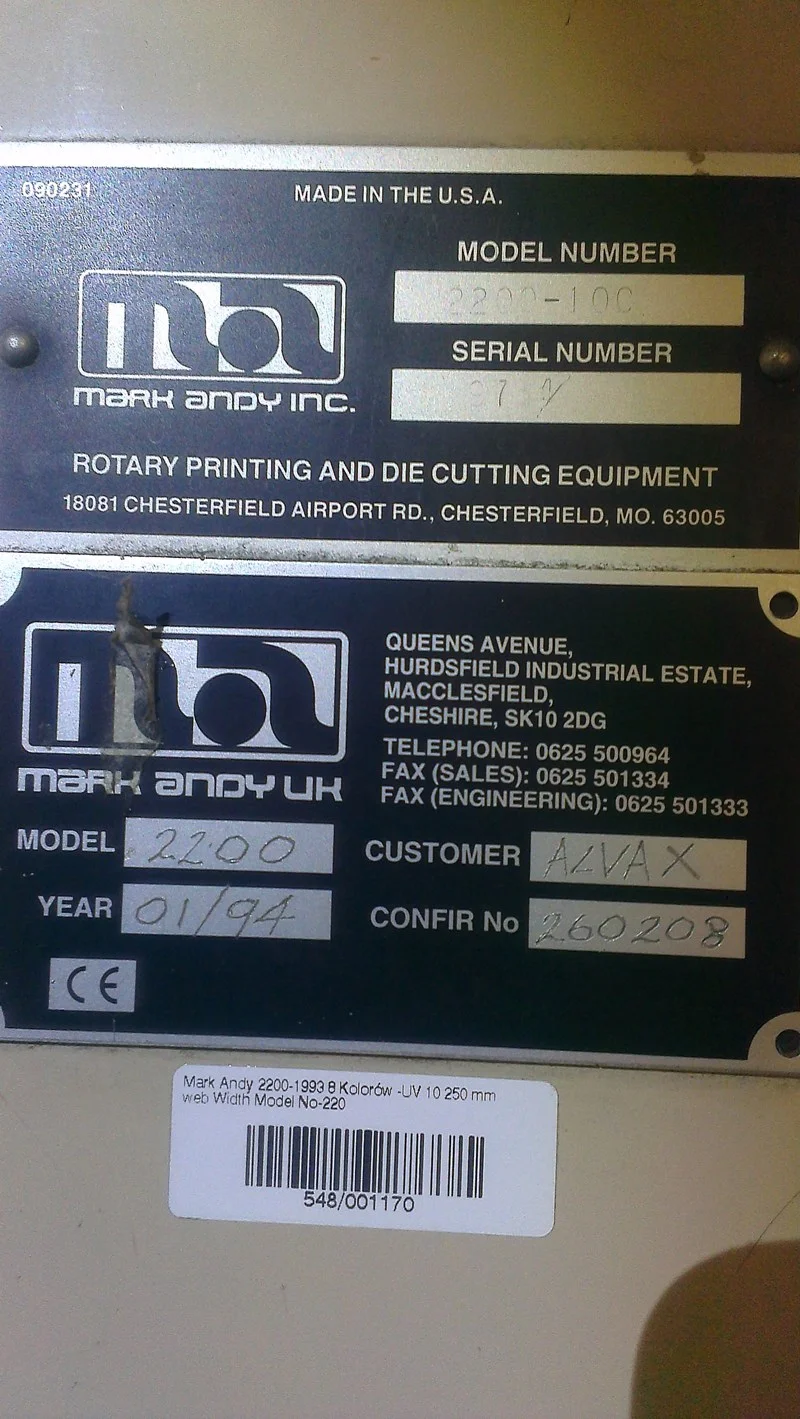 090231
MADE IN THE U.S.A.
MODEL NUMBER
2200-10C
mark andy inc.
SERIAL NUMBER
ROTARY PRINTING AND DIE CUTTING EQUIPMENT
18081 CHESTERFIELD AIRPORT RD., CHESTERFIELD, MO. 63005
mark andy uk
QUEENS AVENUE,
HURDSFIELD INDUSTRIAL ESTATE,
MACCLESFIELD,
CHESHIRE, SK10 2DG
TELEPHONE: 0625 500964
FAX (SALES): 0625 501334
FAX (ENGINEERING): 0625 501333
MODEL 2200
CUSTOMER ALVAX
YEAR 01/94
CONFIR No 260208
CE
Mark Andy 2200-1993 8 Kolorów -UV 10 250 mm
web Width Model No-220
548/001170